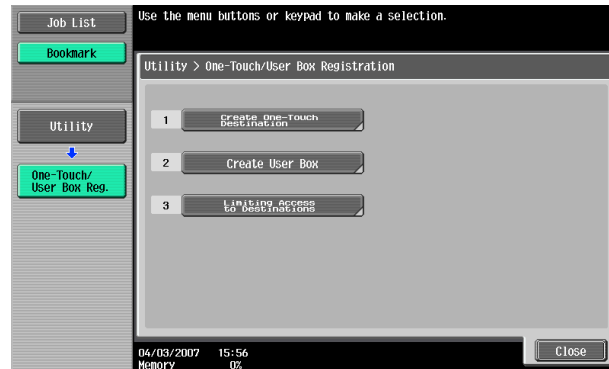 Job List
Bookmark
Utility
One-Touch/
User Box Reg.
Use the menu buttons or keypad to make a selection.
Utility > One-Touch/User Box Registration
1 Create One-Touch
Destination
2 Create User Box
3 Limiting Access
to Destinations
04/03/2007 15:56
Memory 0%
Close